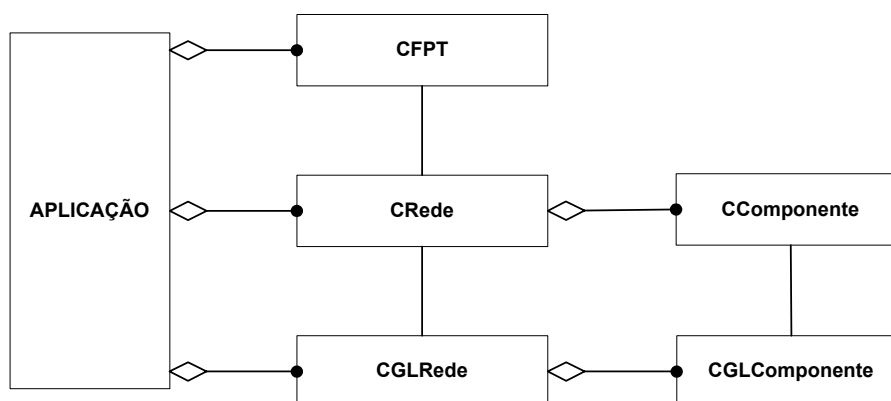 CFPT
APLICAÇÃO
CRede
CComponente
CGLRede
CGLComponente